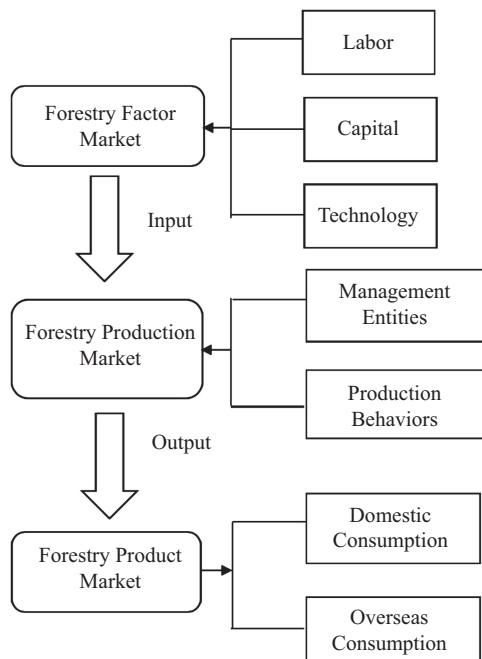 Labor
Forestry Factor
Market
Capital
Input
Technology
Management
Entities
Forestry Production
Market
Production
Behaviors
Output
Domestic
Consumption
Forestry Product
Market
Overseas
Consumption